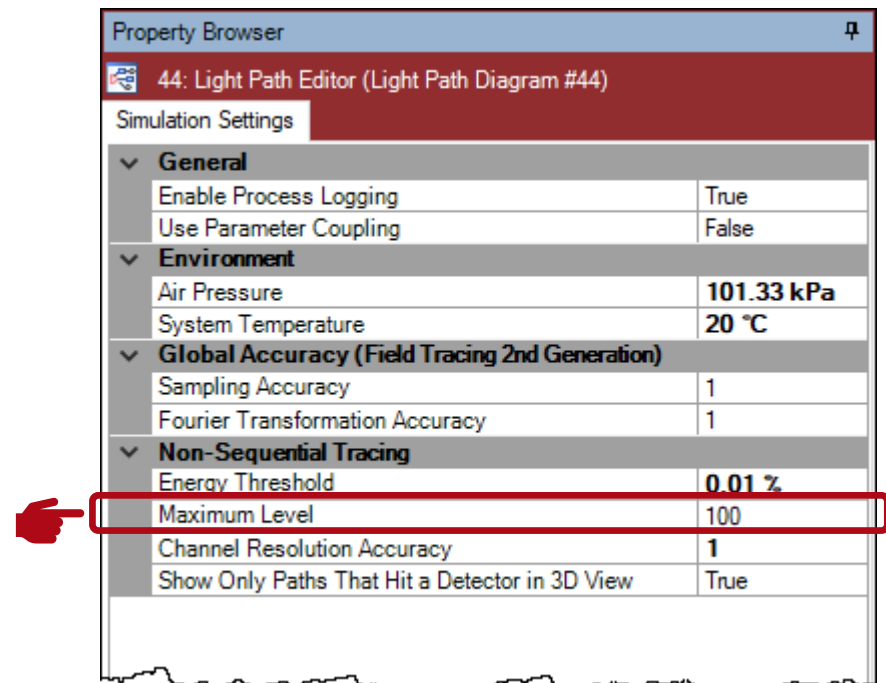 Property Browser
44: Light Path Editor (Light Path Diagram #44)
Simulation Settings
General
Enable Process Logging True
Use Parameter Coupling False
Environment
Air Pressure 101.33 kPa
System Temperature 20 °C
Global Accuracy (Field Tracing 2nd Generation)
Sampling Accuracy 1
Fourier Transformation Accuracy 1
Non-Sequential Tracing
Energy Threshold 0.01 %
Maximum Level 100
Channel Resolution Accuracy 1
Show Only Paths That Hit a Detector in 3D View True